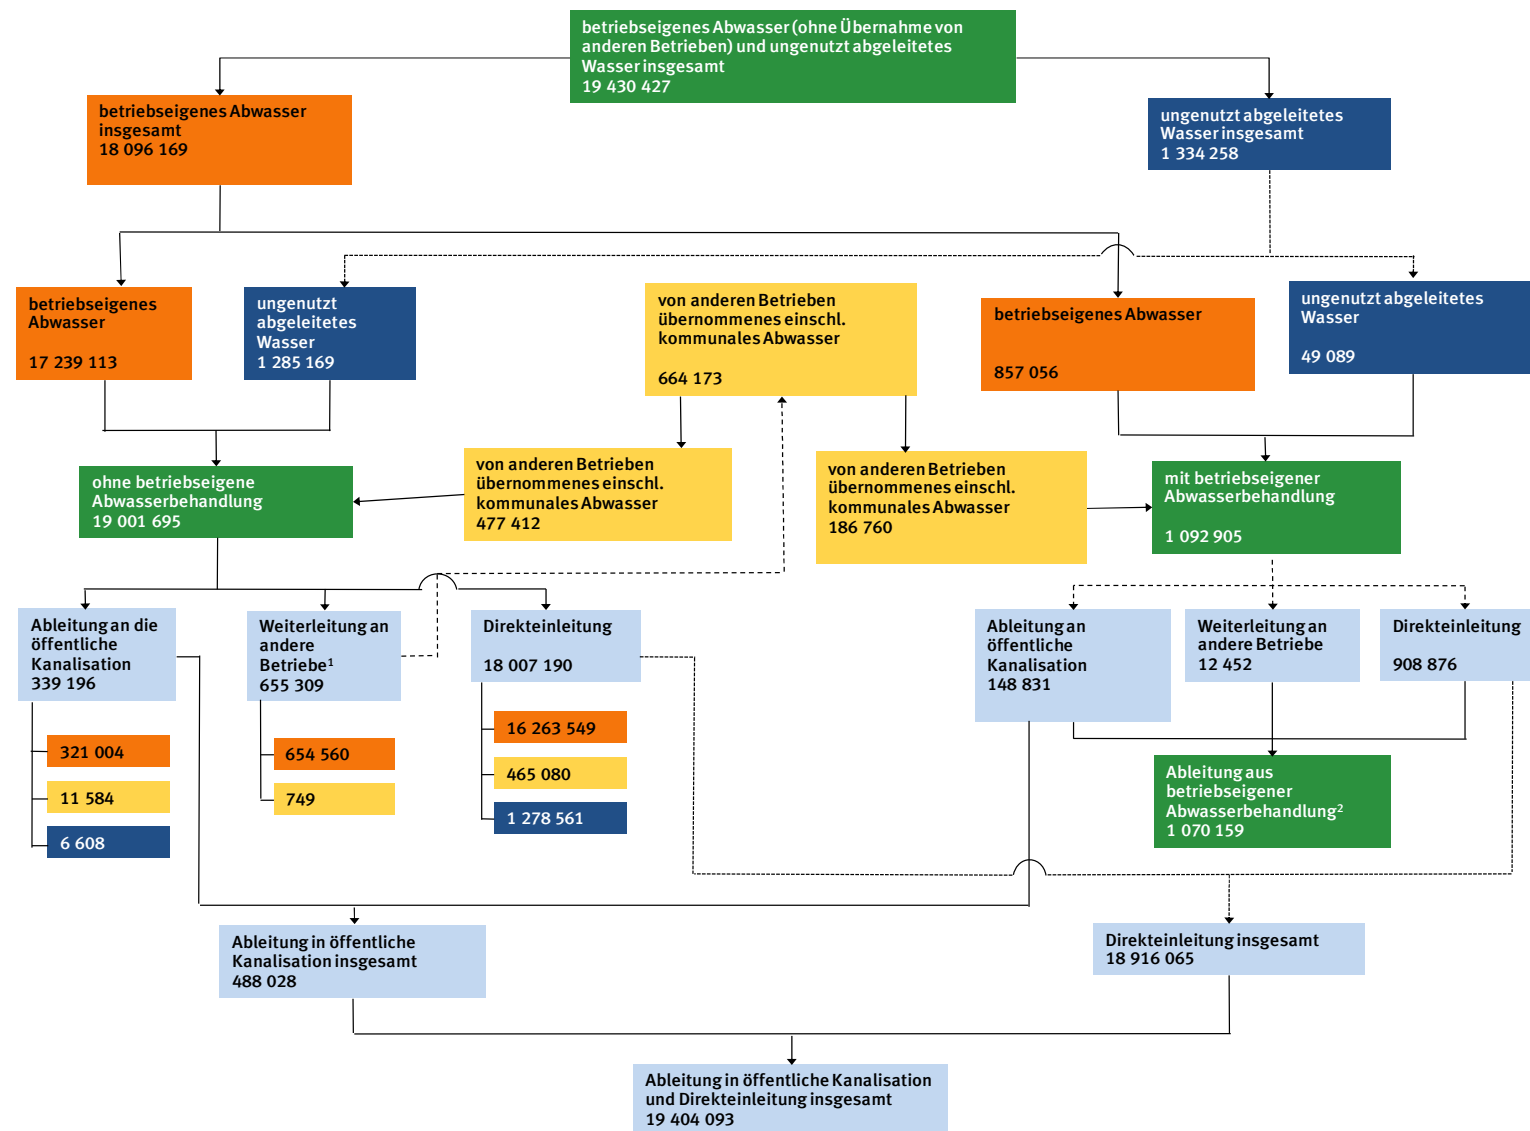 betriebseigenes Abwasser (ohne Übernahme von
anderen Betrieben) und ungenutzt abgeleitetes
Wasser insgesamt
19 430 427
betriebseigenes Abwasser
insgesamt
18 096 169
ungenutzt abgeleitetes
Wasser insgesamt
1 334 258
betriebseigenes
Abwasser
17 239 113
ungenutzt
abgeleitetes
Wasser
1 285 169
von anderen Betrieben
übernommenes einschl.
kommunales Abwasser
664 173
betriebseigenes Abwasser
857 056
ungenutzt abgeleitetes
Wasser
49 089
ohne betriebseigene
Abwasserbehandlung
19 001 695
von anderen Betrieben
übernommenes einschl.
kommunales Abwasser
477 412
von anderen Betrieben
übernommenes einschl.
kommunales Abwasser
186 760
mit betriebseigener
Abwasserbehandlung
1 092 905
Ableitung an die
öffentliche
Kanalisation
339 196
Weiterleitung an
andere
Betriebe¹
655 309
Direkteinleitung
18 007 190
Ableitung an
öffentliche
Kanalisation
148 831
Weiterleitung an
andere Betriebe
12 452
Direkteinleitung
908 876
321 004
11 584
6 608
654 560
749
16 263 549
465 080
1 278 561
Ableitung aus
betriebseigener
Abwasserbehandlung²
1 070 159
Ableitung in öffentliche
Kanalisation insgesamt
488 028
Direkteinleitung insgesamt
18 916 065
Ableitung in öffentliche Kanalisation
und Direkteinleitung insgesamt
19 404 093